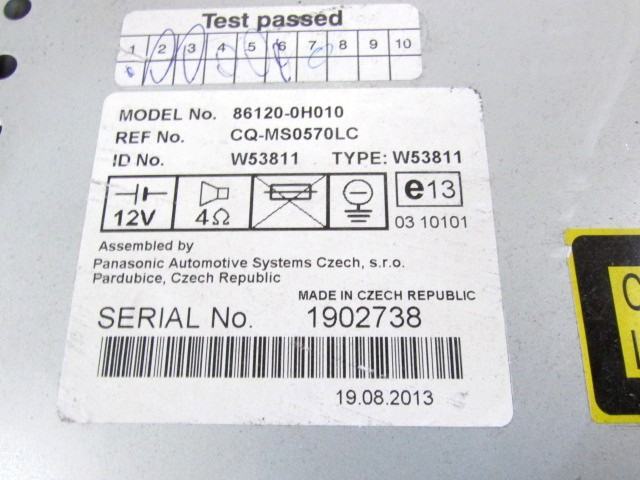 Test passed
1 2 3 4 5 6 7 8 9 10
MODEL No. 86120-0H010
REF No. CQ-MS0570LC
ID No. W53811 TYPE: W53811
12V 4Ω e13
03 10101
Assembled by
Panasonic Automotive Systems Czech, s.r.o.
Pardubice, Czech Republic
MADE IN CZECH REPUBLIC
SERIAL No. 1902738
19.08.2013